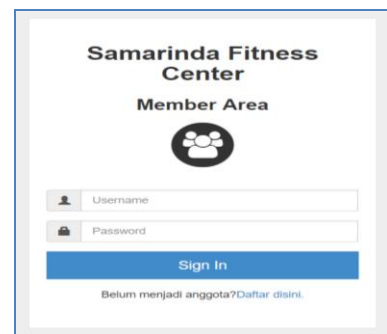 Samarinda Fitness
Center
Member Area
Username
Password
Sign In
Belum menjadi anggota?Daftar disini.